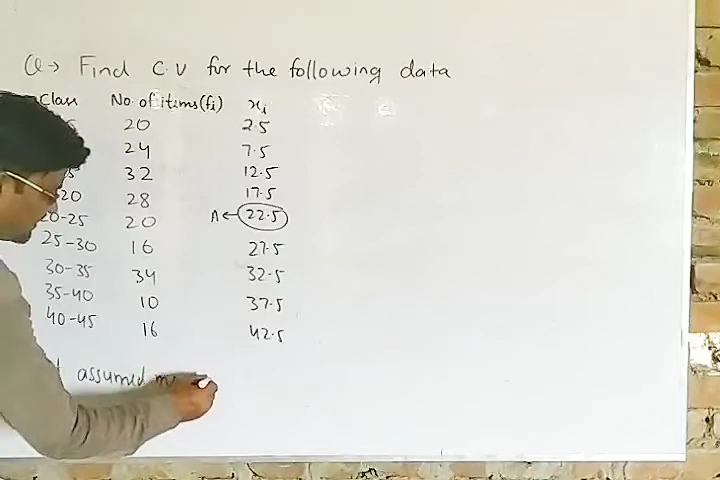 Q→ Find C.V for the following data
Class No. of items(fi) xi
20 2.5
24 7.5
32 12.5
20 28 17.5
20-25 20 A← 22.5
25-30 16 27.5
30-35 34 32.5
35-40 10 37.5
40-45 16 42.5
assumed